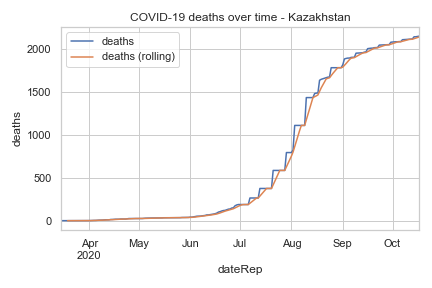 COVID-19 deaths over time - Kazakhstan
deaths
deaths (rolling)
2000
1500
1000
500
0
deaths
Apr
2020
May
Jun
Jul
Aug
Sep
Oct
dateRep